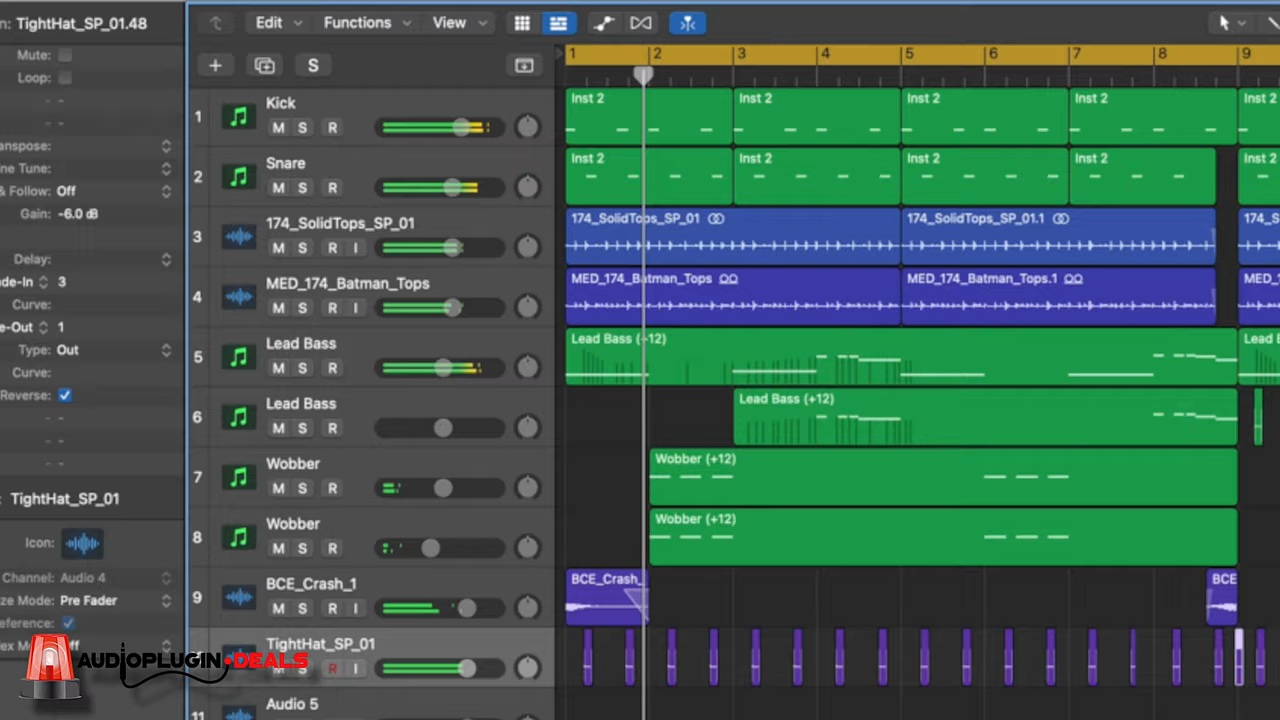 n: TightHat_SP_01.48
Mute:
Loop:
ranspose:
ine Tune:
& Follow: Off
Gain: -6.0 dB
Delay:
de-In 3
Curve:
e-Out 1
Type: Out
Curve:
Reverse:
: TightHat_SP_01
Icon:
Channel: Audio 4
ze Mode: Pre Fader
eference:
ex Mo ff
AUDIOPLUGIN.DEALS
Edit Functions View
+ S
1 2 3 4 5 6 7 8 9
1 Kick
M S R
Inst 2 Inst 2 Inst 2 Inst 2 Inst 2
2 Snare
M S R
Inst 2 Inst 2 Inst 2 Inst 2 Inst 2
3 174_SolidTops_SP_01
M S R I
174_SolidTops_SP_01 174_SolidTops_SP_01.1 174_S
4 MED_174_Batman_Tops
M S R I
MED_174_Batman_Tops MED_174_Batman_Tops.1 MED_1
5 Lead Bass
M S R
Lead Bass (+12) Lead B
6 Lead Bass
M S R
Lead Bass (+12)
7 Wobber
M S R
Wobber (+12)
8 Wobber
M S R
Wobber (+12)
9 BCE_Crash_1
M S R I
BCE_Crash_ BCE
TightHat_SP_01
M S R I
11 Audio 5